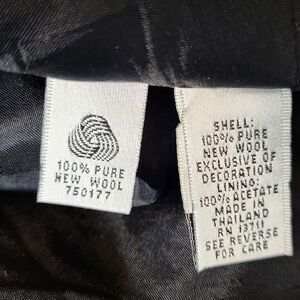 100% PURE
NEW WOOL
750177
SHELL:
100% PURE
NEW WOOL
EXCLUSIVE OF
DECORATION
LINING:
100% ACETATE
MADE IN
THAILAND
RN 13711
SEE REVERSE
FOR CARE